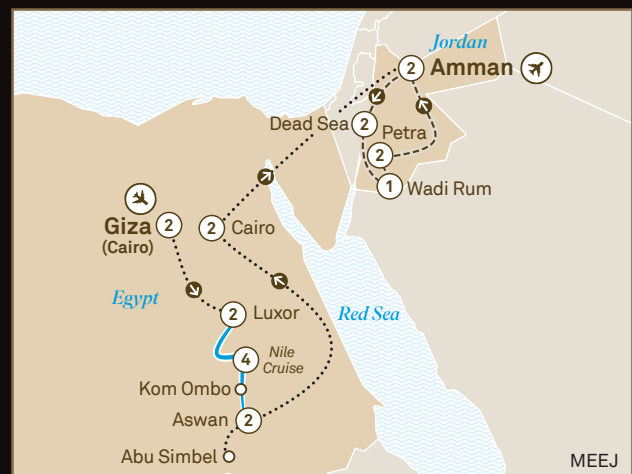 Jordan
2 Amman
Dead Sea 2
Petra
2
1 Wadi Rum
Giza 2
(Cairo)
2 Cairo
Egypt
2 Luxor
Red Sea
4 Nile
Cruise
Kom Ombo
Aswan 2
Abu Simbel
MEEJ